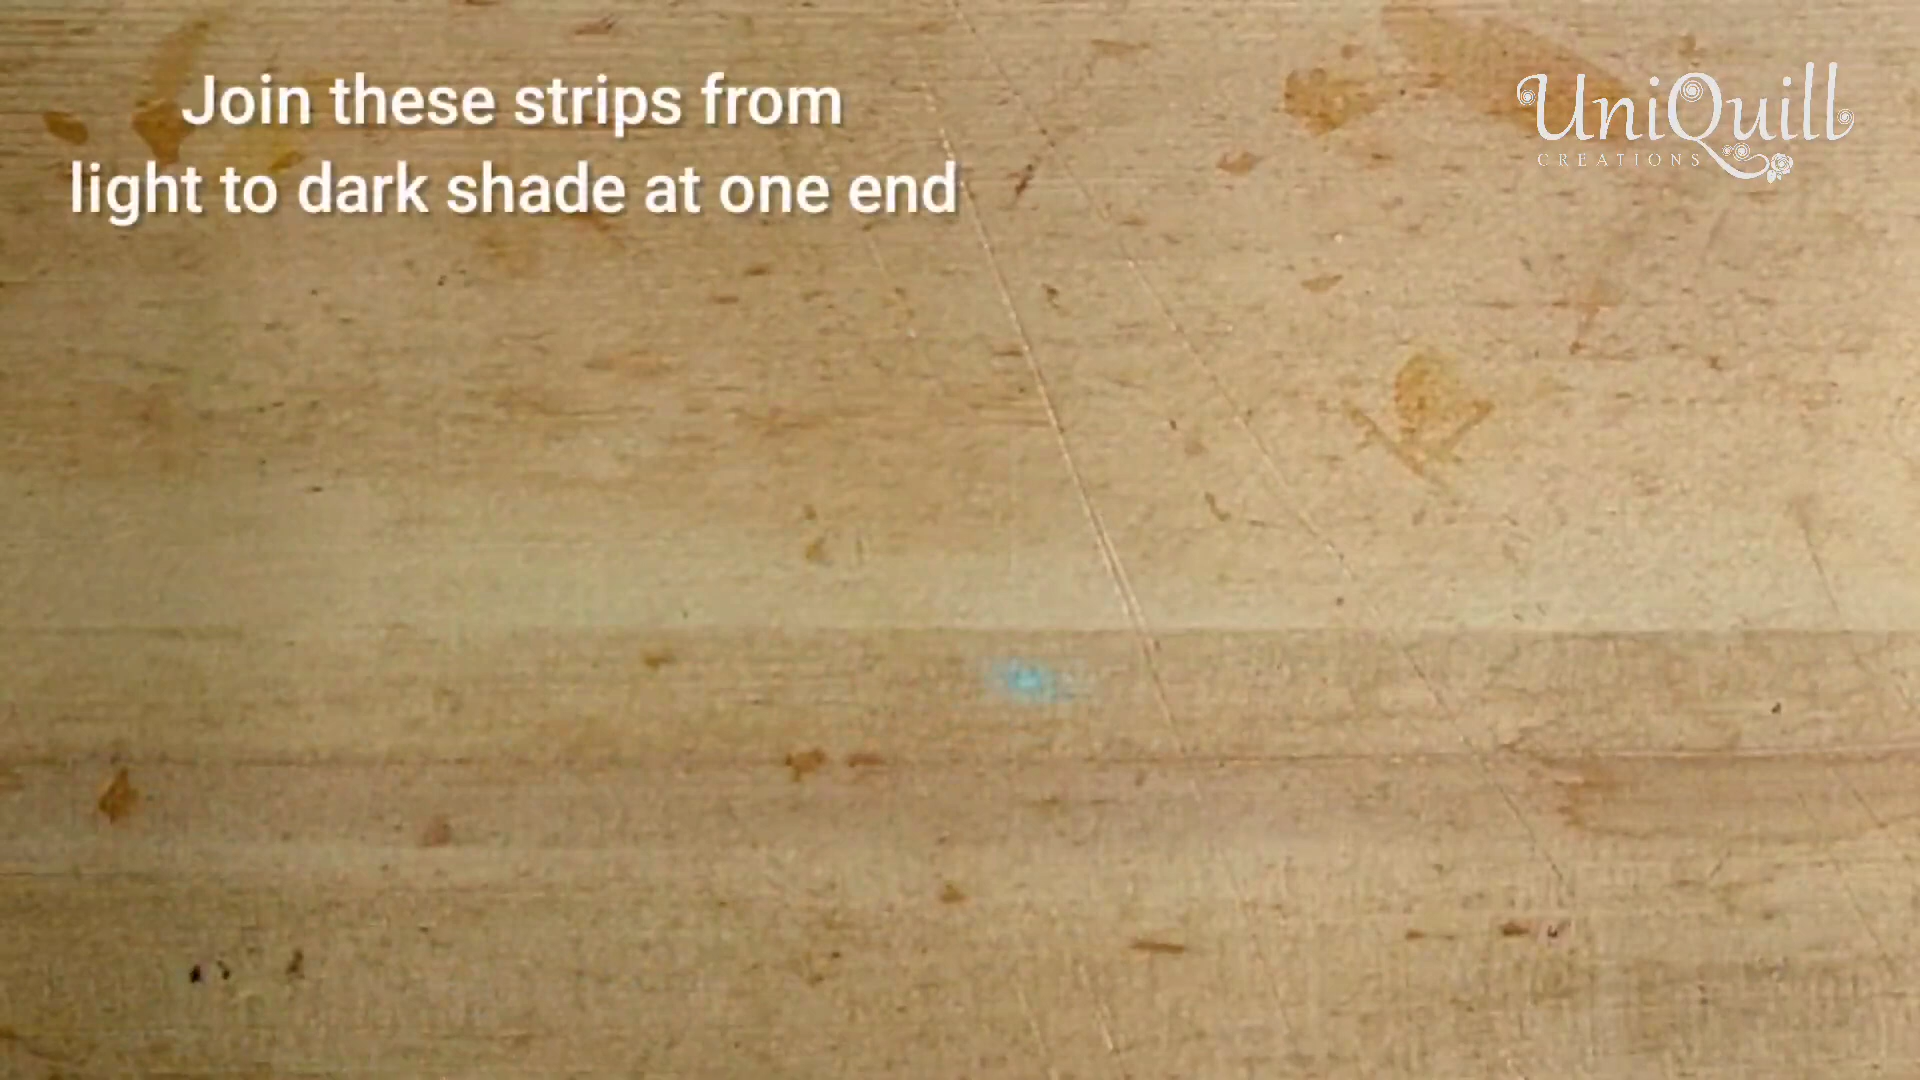 Join these strips from
light to dark shade at one end
UniQuill
CREATIONS